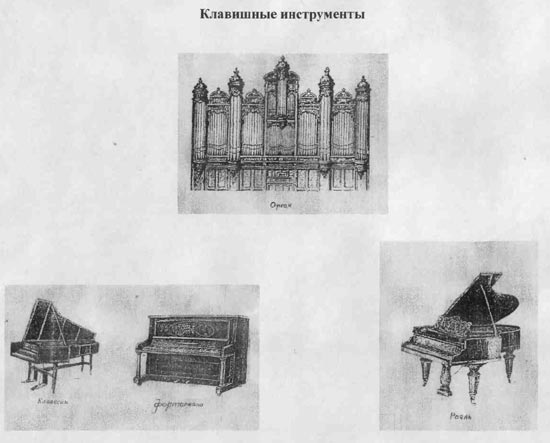 Клавишные инструменты
Орган
Клавесин
Фортепиано
Рояль